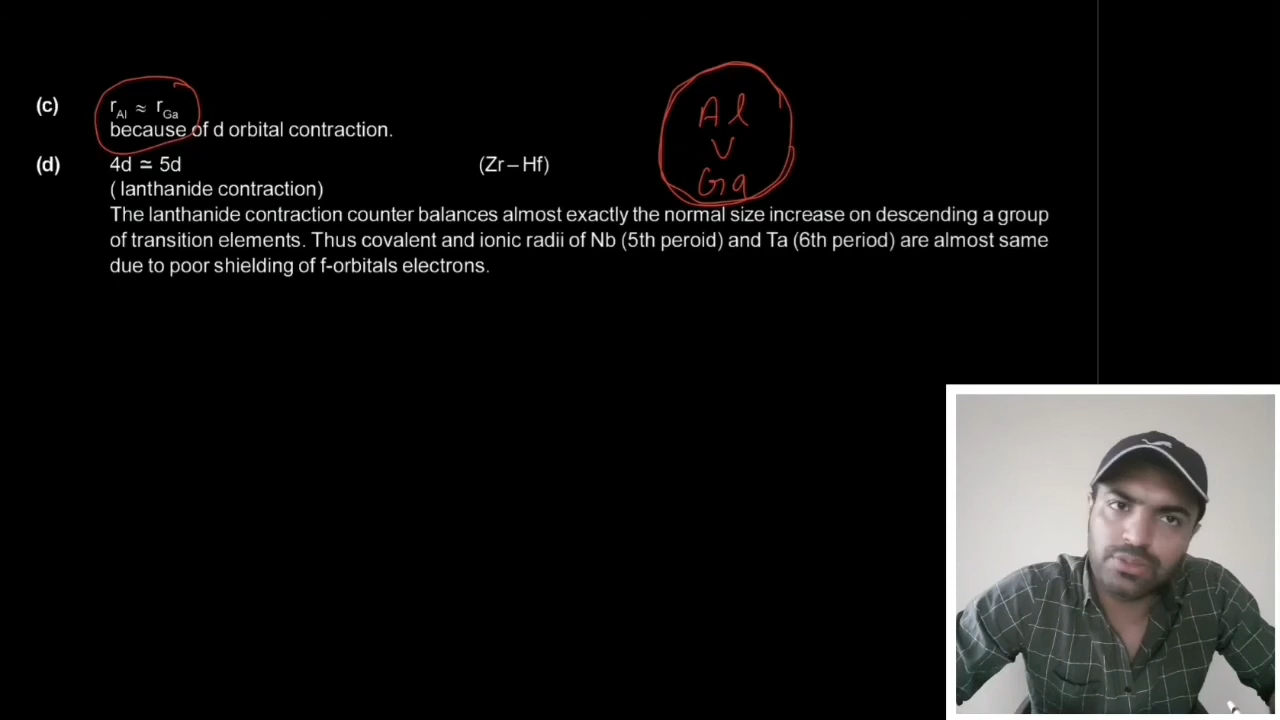 (c) r_Al ≈ r_Ga
because of d orbital contraction.
(d) 4d ≃ 5d (Zr – Hf)
( lanthanide contraction)
The lanthanide contraction counter balances almost exactly the normal size increase on descending a group
of transition elements. Thus covalent and ionic radii of Nb (5th peroid) and Ta (6th period) are almost same
due to poor shielding of f-orbitals electrons.
Al
V
Ga